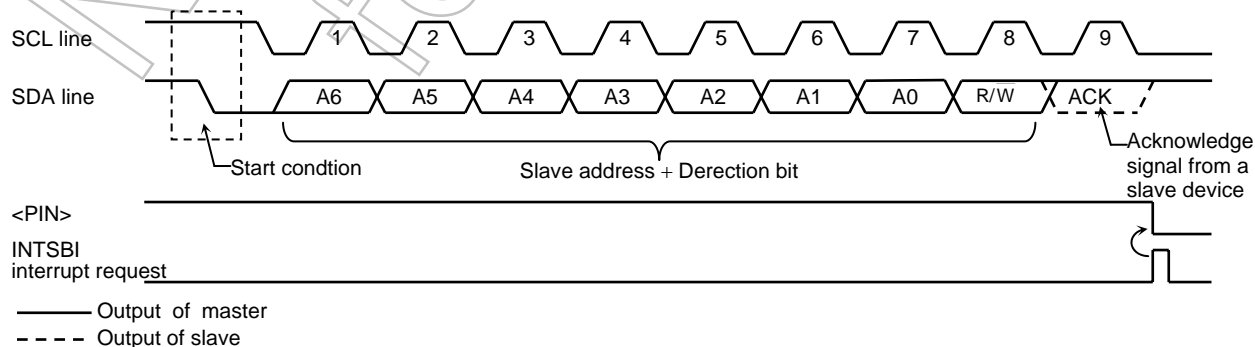 SCL line
1 2 3 4 5 6 7 8 9
SDA line
A6 A5 A4 A3 A2 A1 A0 R/W ACK
Start condtion
Slave address + Derection bit
Acknowledge
signal from a
slave device
<PIN>
INTSBI
interrupt request
Output of master
Output of slave